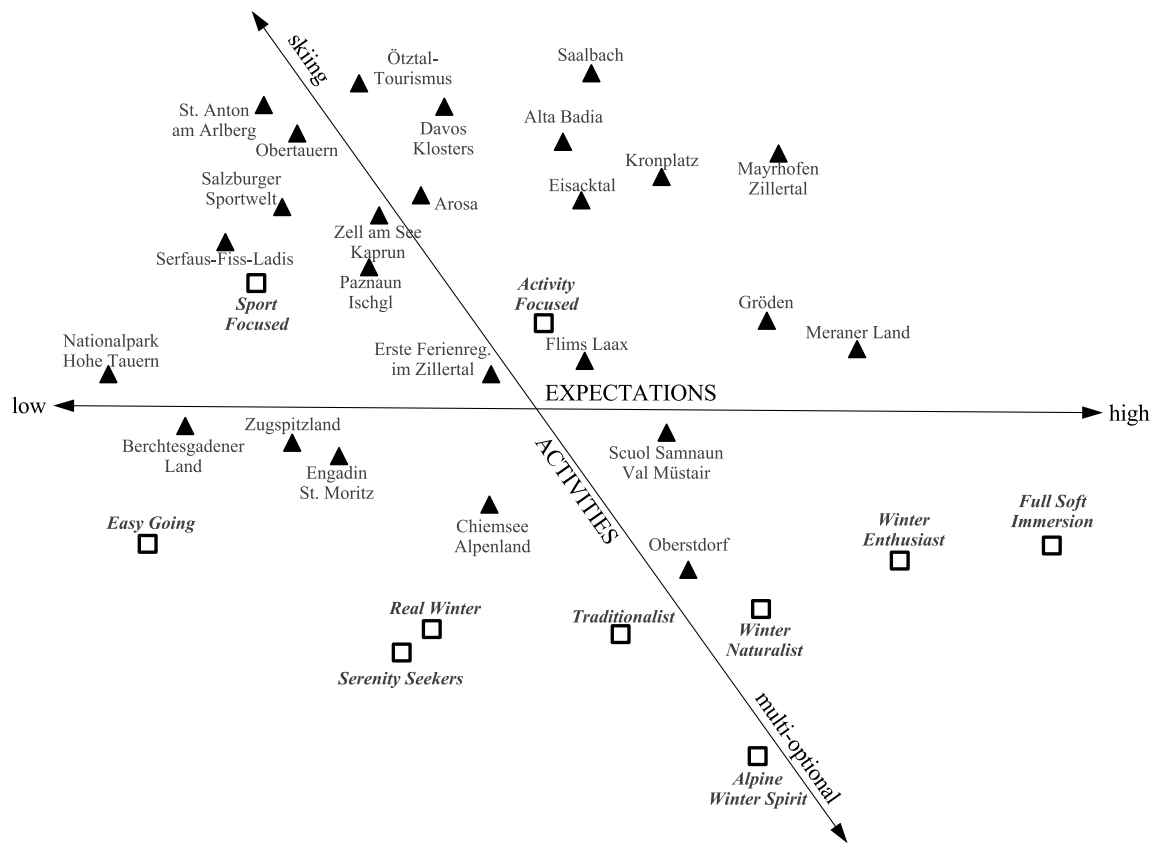 skiing
Ötztal-
Tourismus
Saalbach
St. Anton
am Arlberg
Obertauern
Davos
Klosters
Alta Badia
Kronplatz
Mayrhofen
Zillertal
Salzburger
Sportwelt
Arosa
Eisacktal
Zell am See
Kaprun
Serfaus-Fiss-Ladis
Paznaun
Ischgl
Sport
Focused
Activity
Focused
Gröden
Meraner Land
Nationalpark
Hohe Tauern
Erste Ferienreg.
im Zillertal
Flims Laax
EXPECTATIONS
low
high
Berchtesgadener
Land
Zugspitzland
Engadin
St. Moritz
ACTIVITIES
Scuol Samnaun
Val Müstair
Easy Going
Chiemsee
Alpenland
Oberstdorf
Winter
Enthusiast
Full Soft
Immersion
Real Winter
Serenity Seekers
Traditionalist
Winter
Naturalist
multi-optional
Alpine
Winter Spirit